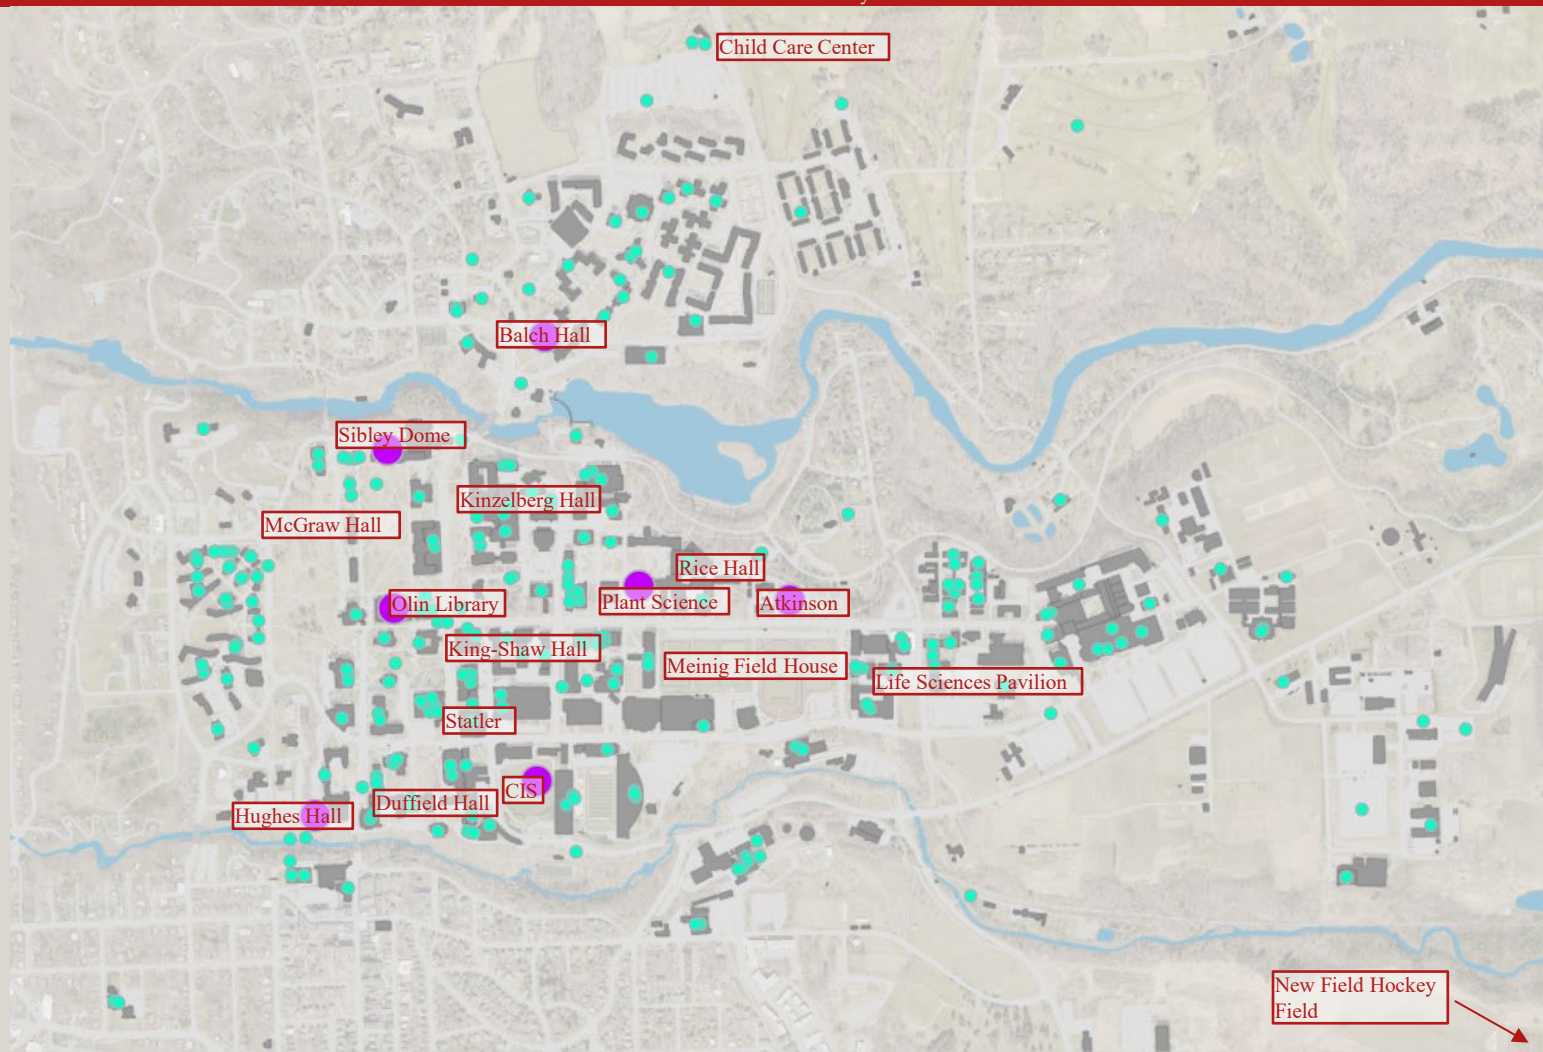 Child Care Center
Balch Hall
Sibley Dome
Kinzelberg Hall
McGraw Hall
Rice Hall
Olin Library
Plant Science
Atkinson
King-Shaw Hall
Meinig Field House
Life Sciences Pavilion
Statler
CIS
Duffield Hall
Hughes Hall
New Field Hockey
Field